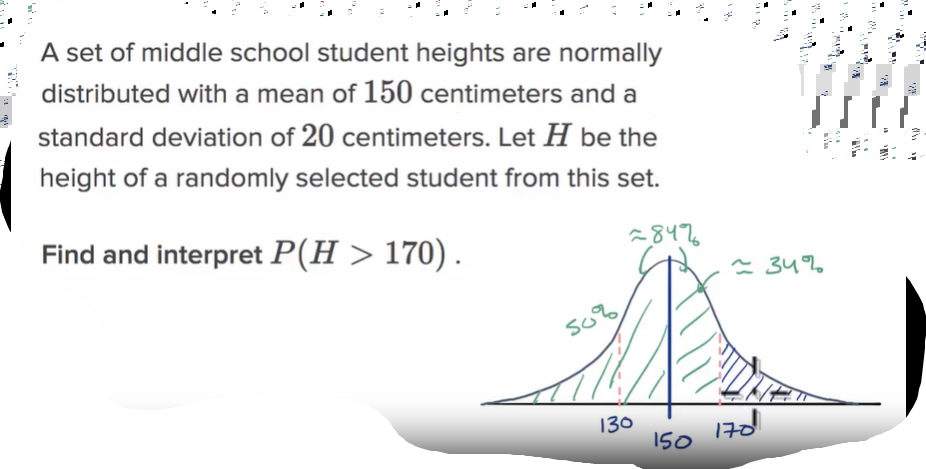 A set of middle school student heights are normally
distributed with a mean of 150 centimeters and a
standard deviation of 20 centimeters. Let H be the
height of a randomly selected student from this set.
Find and interpret P(H > 170).
≈84%
≈ 34%
50%
130
150
170